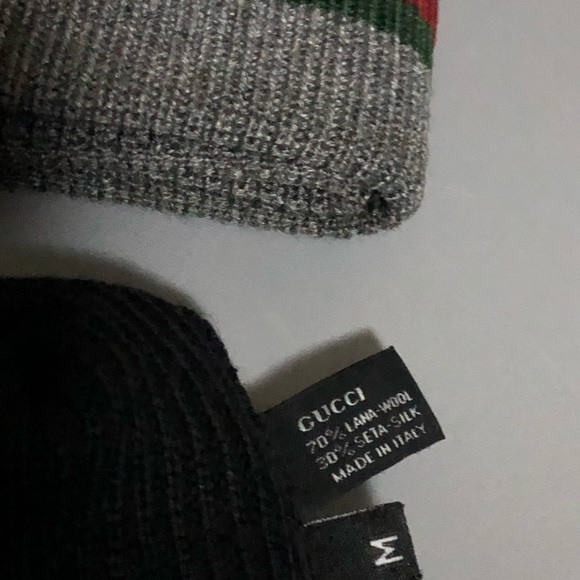 GUCCI
70% LANA-WOOL
30% SETA-SILK
MADE IN ITALY
M